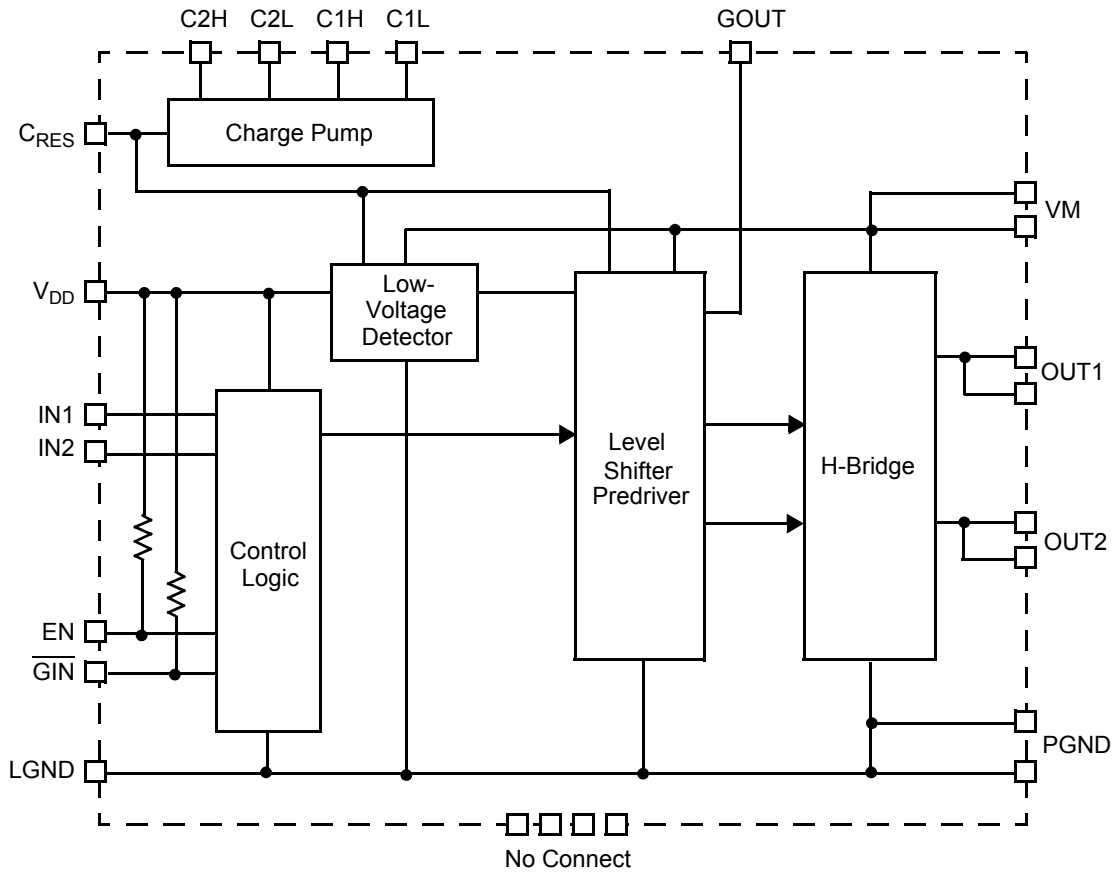 C2H C2L C1H C1L GOUT
CRES
Charge Pump
VM
VDD
Low-
Voltage
Detector
OUT1
IN1
IN2
Level
Shifter
Predriver
H-Bridge
OUT2
Control
Logic
EN
GIN
PGND
LGND
No Connect